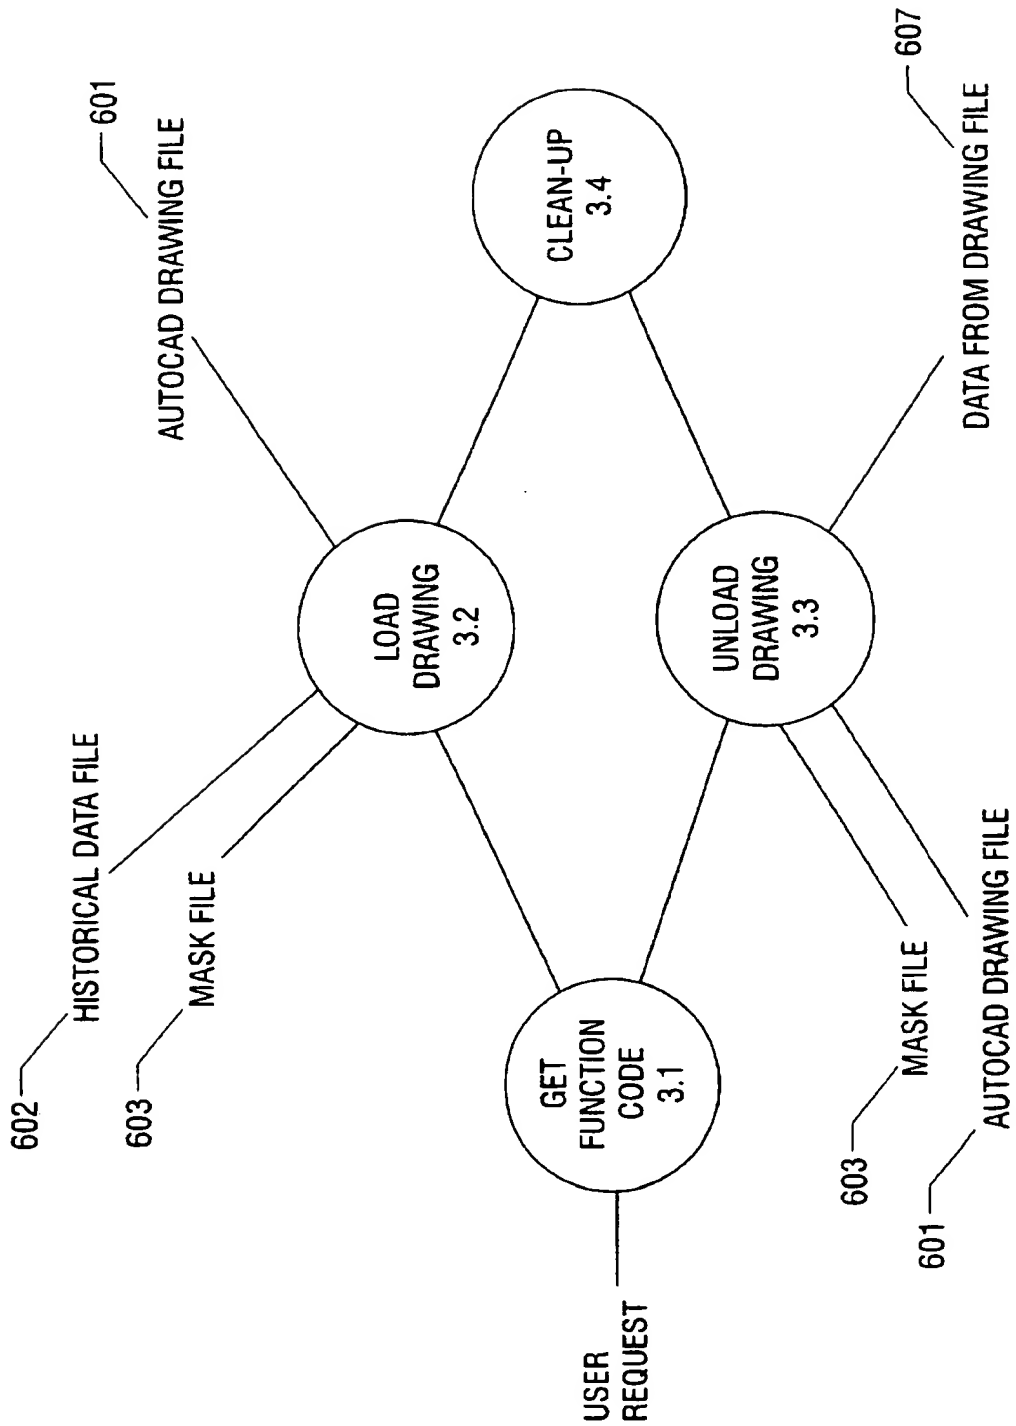 602
HISTORICAL DATA FILE
603
MASK FILE
601
AUTOCAD DRAWING FILE
LOAD
DRAWING
3.2
USER
REQUEST
GET
FUNCTION
CODE
3.1
CLEAN-UP
3.4
UNLOAD
DRAWING
3.3
603
MASK FILE
601
AUTOCAD DRAWING FILE
607
DATA FROM DRAWING FILE